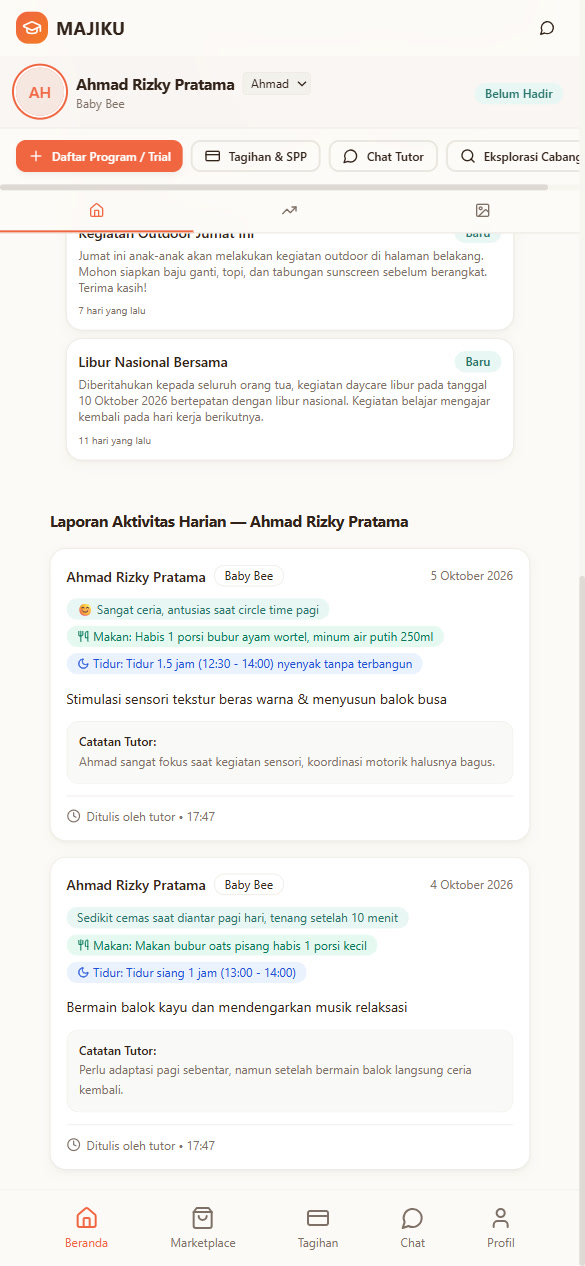 MAJIKU
AH
Ahmad Rizky Pratama
Ahmad
Baby Bee
Belum Hadir
Daftar Program / Trial
Tagihan & SPP
Chat Tutor
Eksplorasi Cabang
Kegiatan Outdoor Jumat Ini
Baru
Jumat ini anak-anak akan melakukan kegiatan outdoor di halaman belakang.
Mohon siapkan baju ganti, topi, dan tabungan sunscreen sebelum berangkat.
Terima kasih!
7 hari yang lalu
Libur Nasional Bersama
Baru
Diberitahukan kepada seluruh orang tua, kegiatan daycare libur pada tanggal
10 Oktober 2026 bertepatan dengan libur nasional. Kegiatan belajar mengajar
kembali pada hari kerja berikutnya.
11 hari yang lalu
Laporan Aktivitas Harian — Ahmad Rizky Pratama
Ahmad Rizky Pratama
Baby Bee
5 Oktober 2026
😊 Sangat ceria, antusias saat circle time pagi
Makan: Habis 1 porsi bubur ayam wortel, minum air putih 250ml
Tidur: Tidur 1.5 jam (12:30 - 14:00) nyenyak tanpa terbangun
Stimulasi sensori tekstur beras warna & menyusun balok busa
Catatan Tutor:
Ahmad sangat fokus saat kegiatan sensori, koordinasi motorik halusnya bagus.
Ditulis oleh tutor • 17:47
Ahmad Rizky Pratama
Baby Bee
4 Oktober 2026
Sedikit cemas saat diantar pagi hari, tenang setelah 10 menit
Makan: Makan bubur oats pisang habis 1 porsi kecil
Tidur: Tidur siang 1 jam (13:00 - 14:00)
Bermain balok kayu dan mendengarkan musik relaksasi
Catatan Tutor:
Perlu adaptasi pagi sebentar, namun setelah bermain balok langsung ceria
kembali.
Ditulis oleh tutor • 17:47
Beranda
Marketplace
Tagihan
Chat
Profil